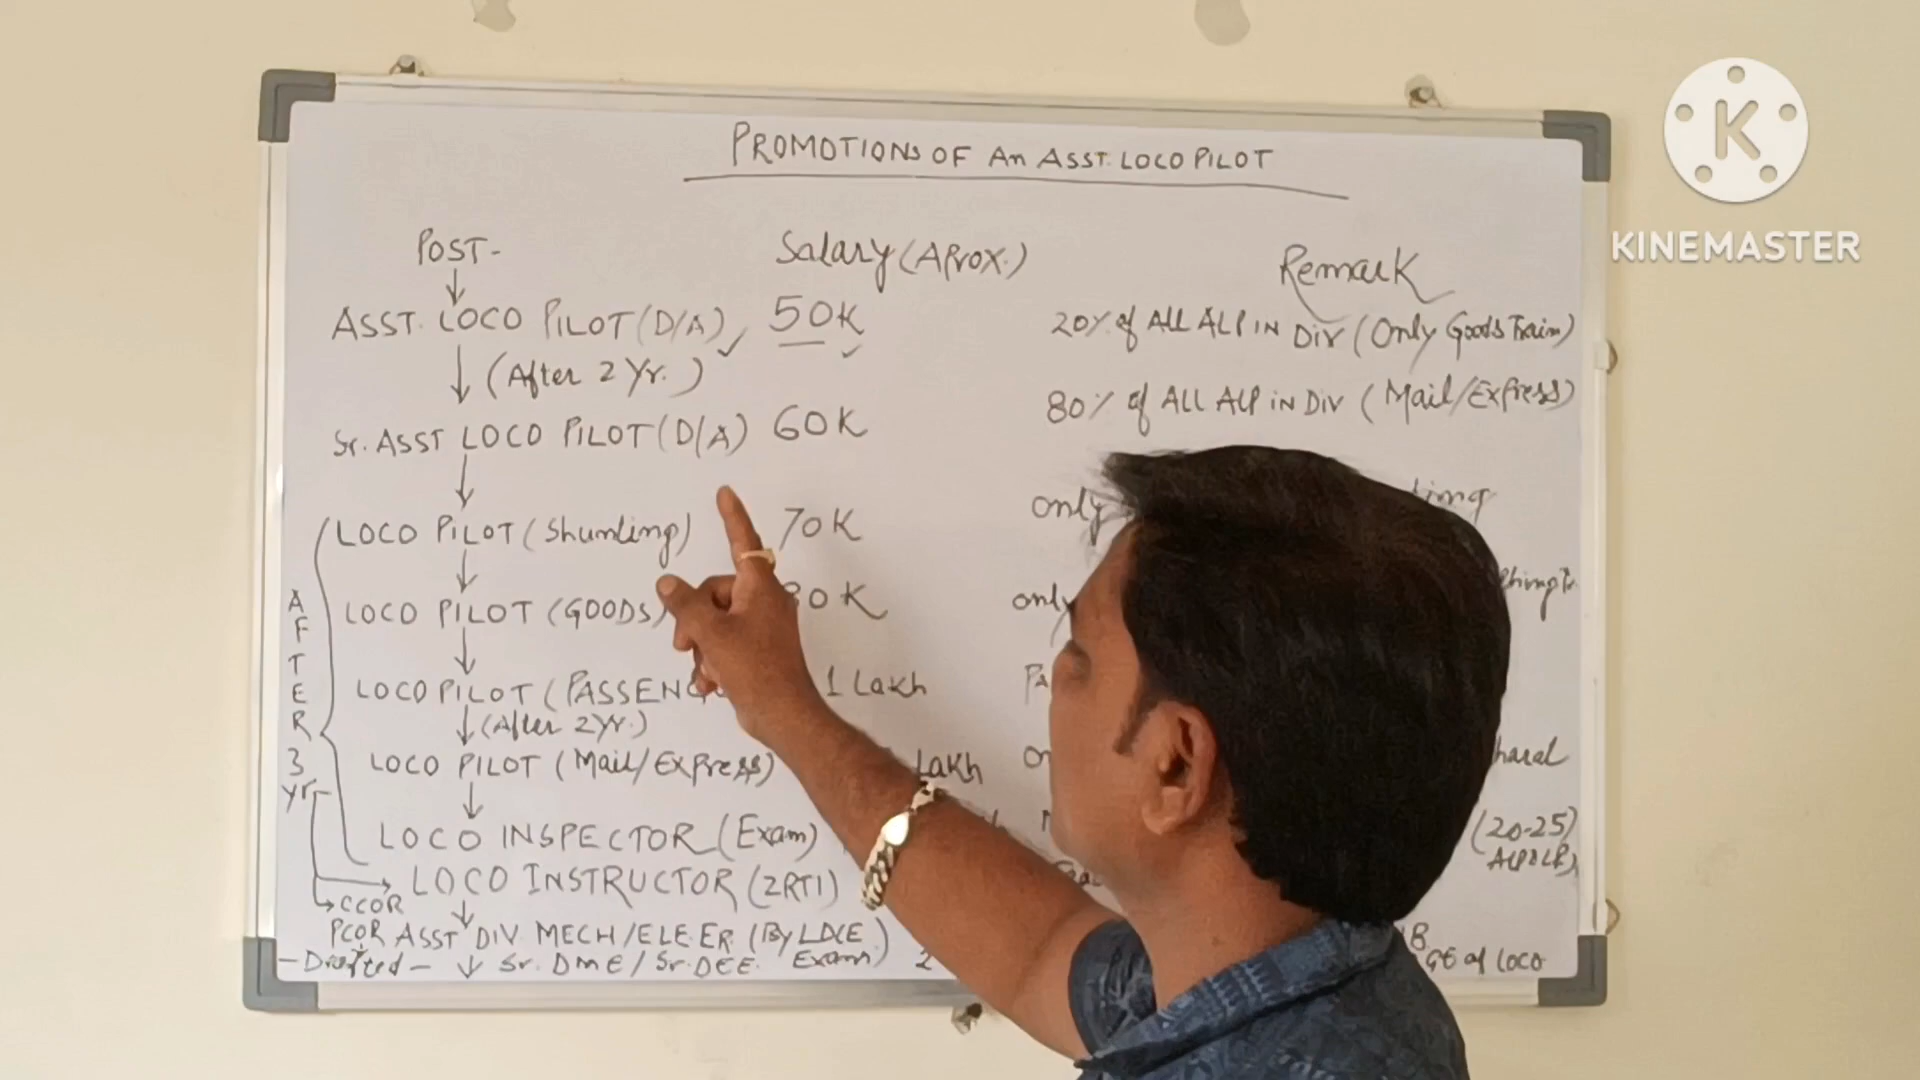 PROMOTIONS OF An ASST. LOCO PILOT
K
KINEMASTER
POST - Salary (APROX.) Remark
ASST. LOCO PILOT (D/A) 50K 20% of ALL ALP IN DIV (Only Goods Train)
(After 2 Yr.) 80% of ALL ALP IN DIV (Mail/Express)
Sr. ASST LOCO PILOT (D/A) 60K
LOCO PILOT (Shunting) 70K only
LOCO PILOT (GOODS) 0K only
LOCO PILOT (PASSENG 1 Lakh PA
(After 2yr.)
LOCO PILOT (Mail/Express) Lakh
LOCO INSPECTOR (Exam) (20-25)
LOCO INSTRUCTOR (ZRTI)
AFTER 3 yr
CCOR
PCOR ASST DIV. MECH/ELE. ER. (By LDCE Exam) 2
- Drafted - Sr. DME / Sr. DEE. of LOCO